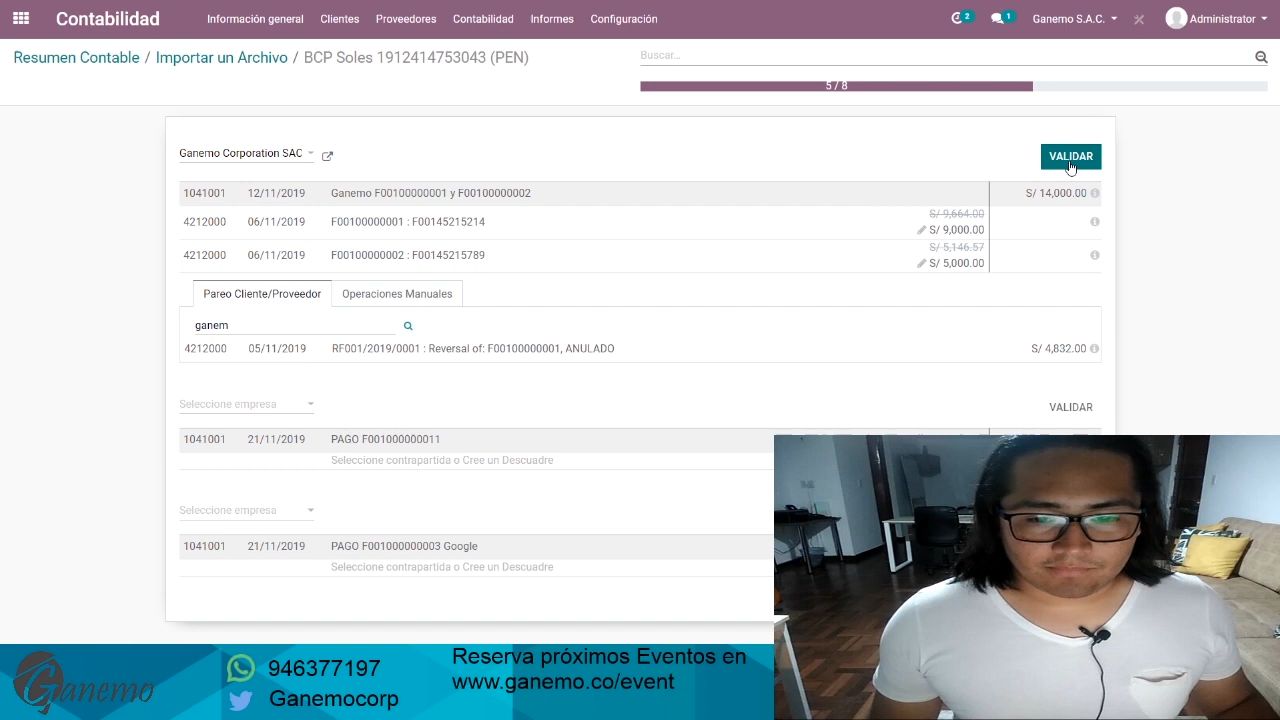 Contabilidad Información general Clientes Proveedores Contabilidad Informes Configuración 2 1 Ganemo S.A.C. Administrator
Resumen Contable / Importar un Archivo / BCP Soles 1912414753043 (PEN)
Buscar...
5 / 8
Ganemo Corporation SAC
VALIDAR
1041001 12/11/2019 Ganemo F00100000001 y F00100000002 S/ 14,000.00
4212000 06/11/2019 F00100000001 : F00145215214 S/ 9,664.00
S/ 9,000.00
4212000 06/11/2019 F00100000002 : F00145215789 S/ 5,146.57
S/ 5,000.00
Pareo Cliente/Proveedor Operaciones Manuales
ganem
4212000 05/11/2019 RF001/2019/0001 : Reversal of: F00100000001, ANULADO S/ 4,832.00
Seleccione empresa
VALIDAR
1041001 21/11/2019 PAGO F001000000011
Seleccione contrapartida o Cree un Descuadre
Seleccione empresa
1041001 21/11/2019 PAGO F001000000003 Google
Seleccione contrapartida o Cree un Descuadre
Ganemo
946377197
Ganemocorp
Reserva próximos Eventos en
www.ganemo.co/event